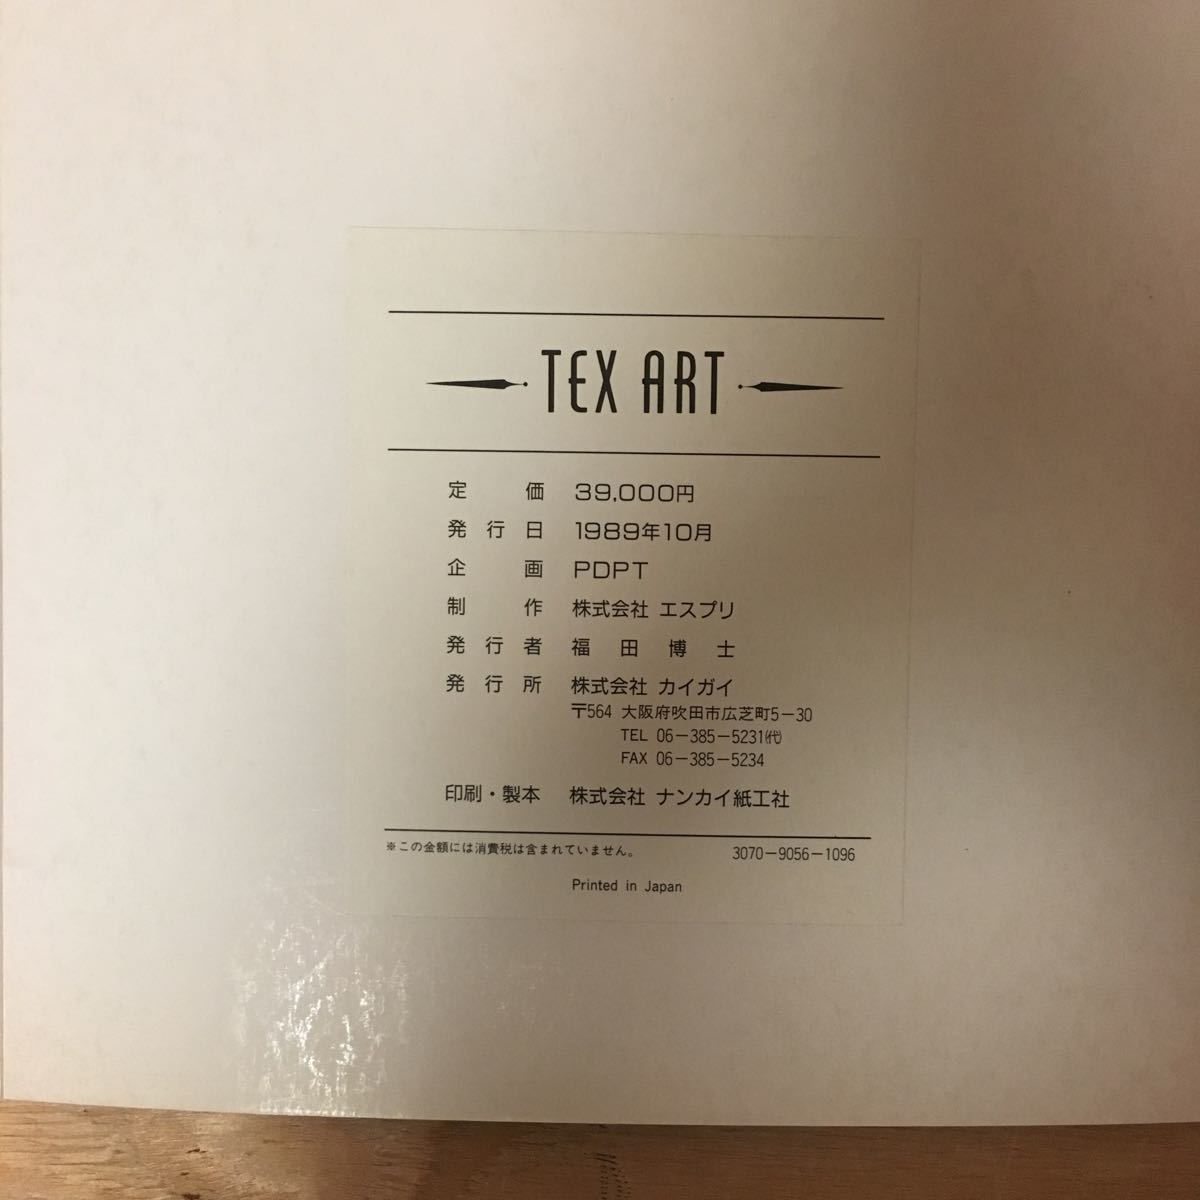 TEX ART
定価 39,000円
発行日 1989年10月
企画 PDPT
制作 株式会社 エスプリ
発行者 福田博士
発行所 株式会社 カイガイ
〒564 大阪府吹田市広芝町5-30
TEL 06-385-5231㈹
FAX 06-385-5234
印刷・製本 株式会社 ナンカイ紙工社
※この金額には消費税は含まれていません。 3070-9056-1096
Printed in Japan